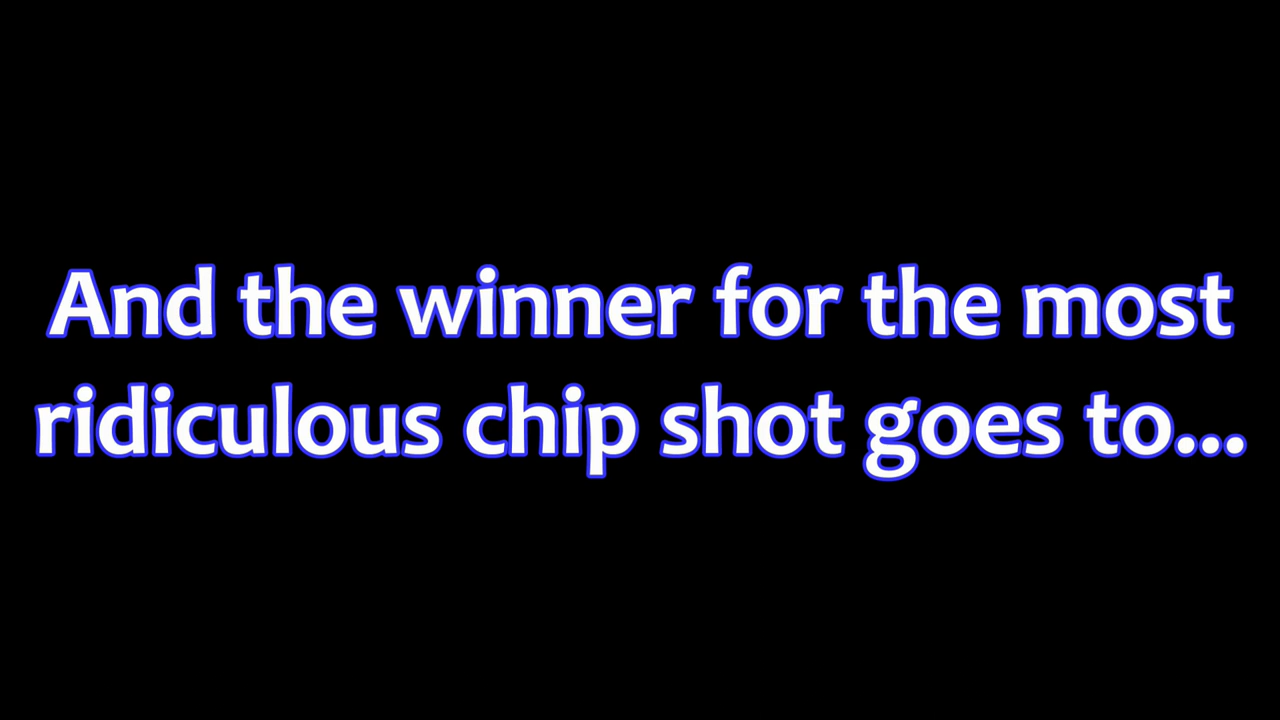 And the winner for the most
ridiculous chip shot goes to...